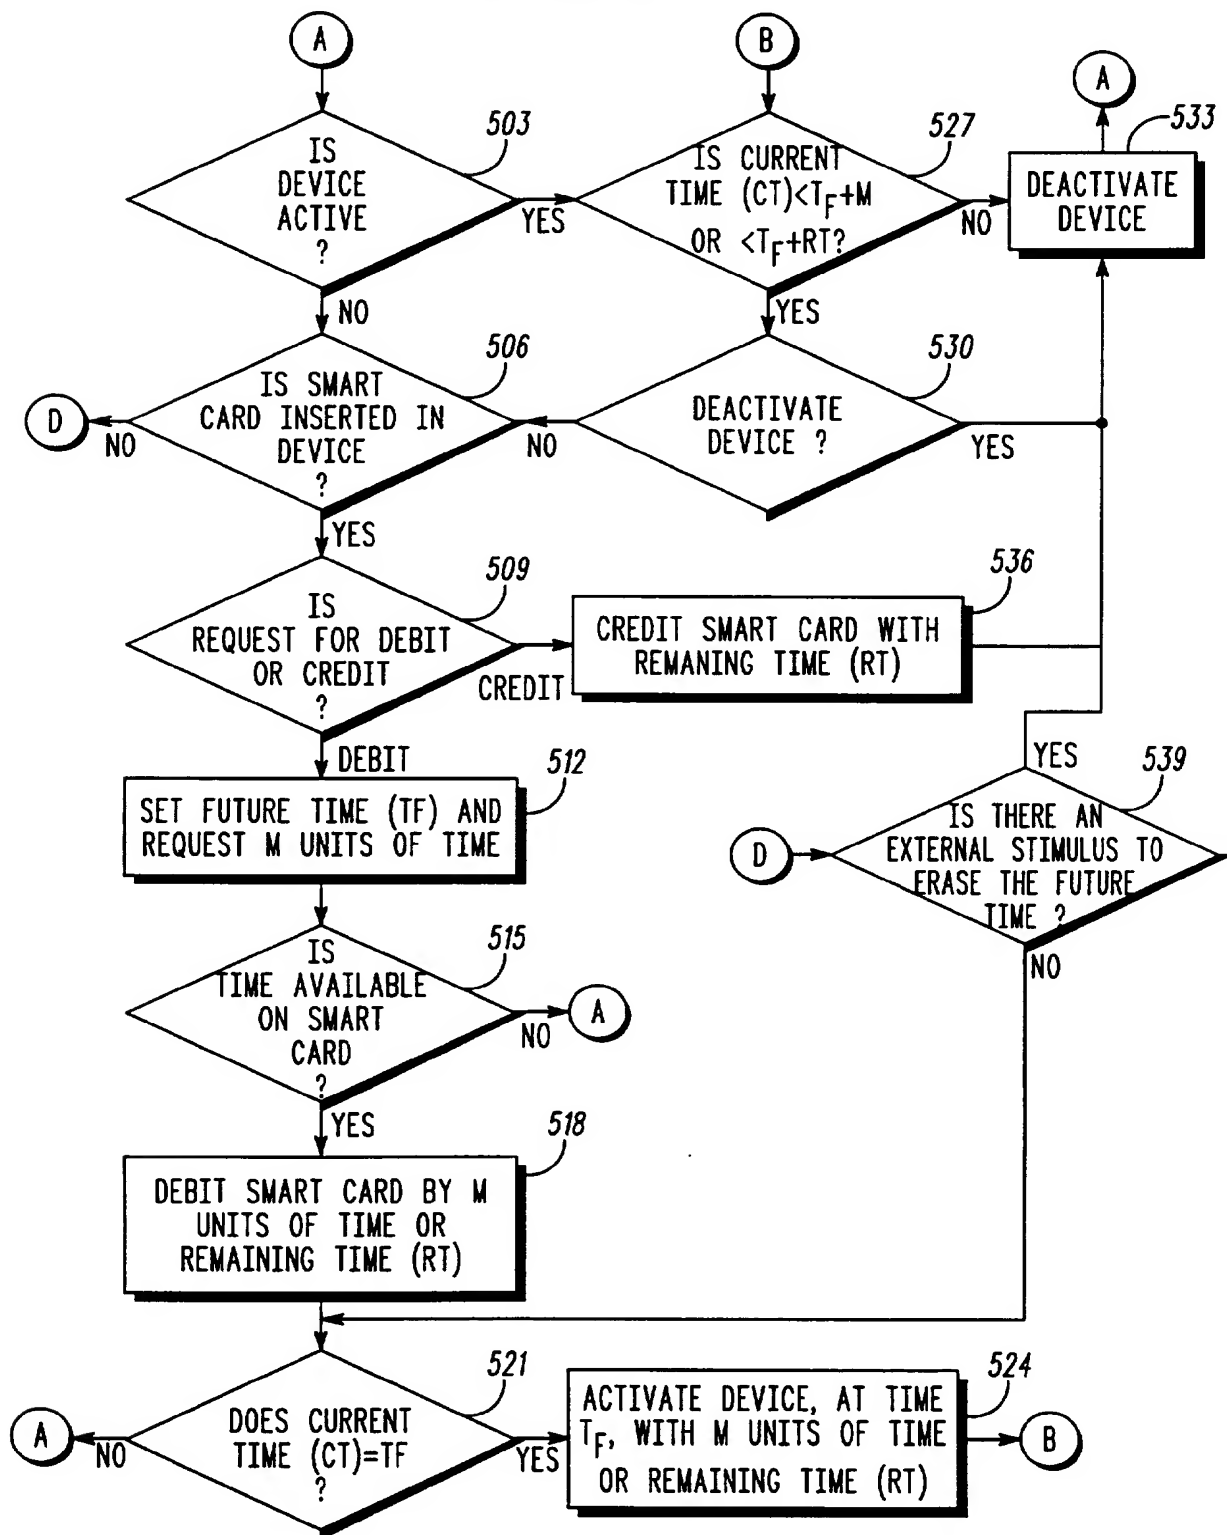 A
B
A
503
527
533
IS
DEVICE
ACTIVE
?
YES
IS CURRENT
TIME (CT)<TF+M
OR <TF+RT?
NO
DEACTIVATE
DEVICE
NO
YES
506
530
D
NO
IS SMART
CARD INSERTED IN
DEVICE
?
NO
DEACTIVATE
DEVICE ?
YES
YES
509
536
IS
REQUEST FOR DEBIT
OR CREDIT
?
CREDIT
CREDIT SMART CARD WITH
REMANING TIME (RT)
DEBIT
512
YES
539
SET FUTURE TIME (TF) AND
REQUEST M UNITS OF TIME
D
IS THERE AN
EXTERNAL STIMULUS TO
ERASE THE FUTURE
TIME ?
NO
515
IS
TIME AVAILABLE
ON SMART
CARD
?
NO
A
YES
518
DEBIT SMART CARD BY M
UNITS OF TIME OR
REMAINING TIME (RT)
521
524
A
NO
DOES CURRENT
TIME (CT)=TF
?
YES
ACTIVATE DEVICE, AT TIME
TF, WITH M UNITS OF TIME
OR REMAINING TIME (RT)
B